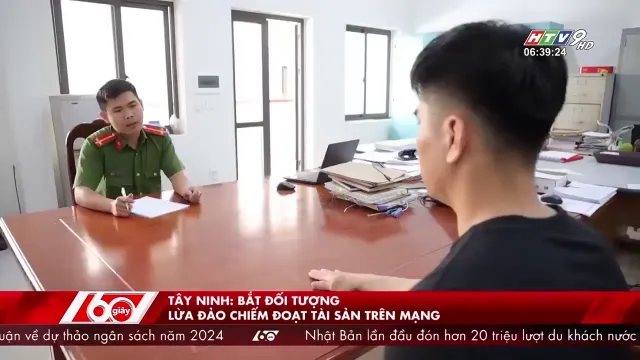 HTV9 HD
06:39:24
60 giây
TÂY NINH: BẮT ĐỐI TƯỢNG
LỪA ĐẢO CHIẾM ĐOẠT TÀI SẢN TRÊN MẠNG
uận về dự thảo ngân sách năm 2024 60 Nhật Bản lần đầu đón hơn 20 triệu lượt du khách nước